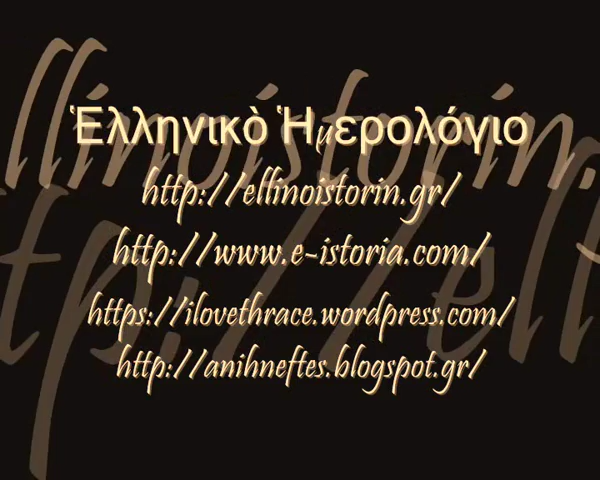 Ἑλληνικὸ Ἡμερολόγιο
http://ellinoistorin.gr/
http://www.e-istoria.com/
https://ilovethrace.wordpress.com/
http://anihneftes.blogspot.gr/